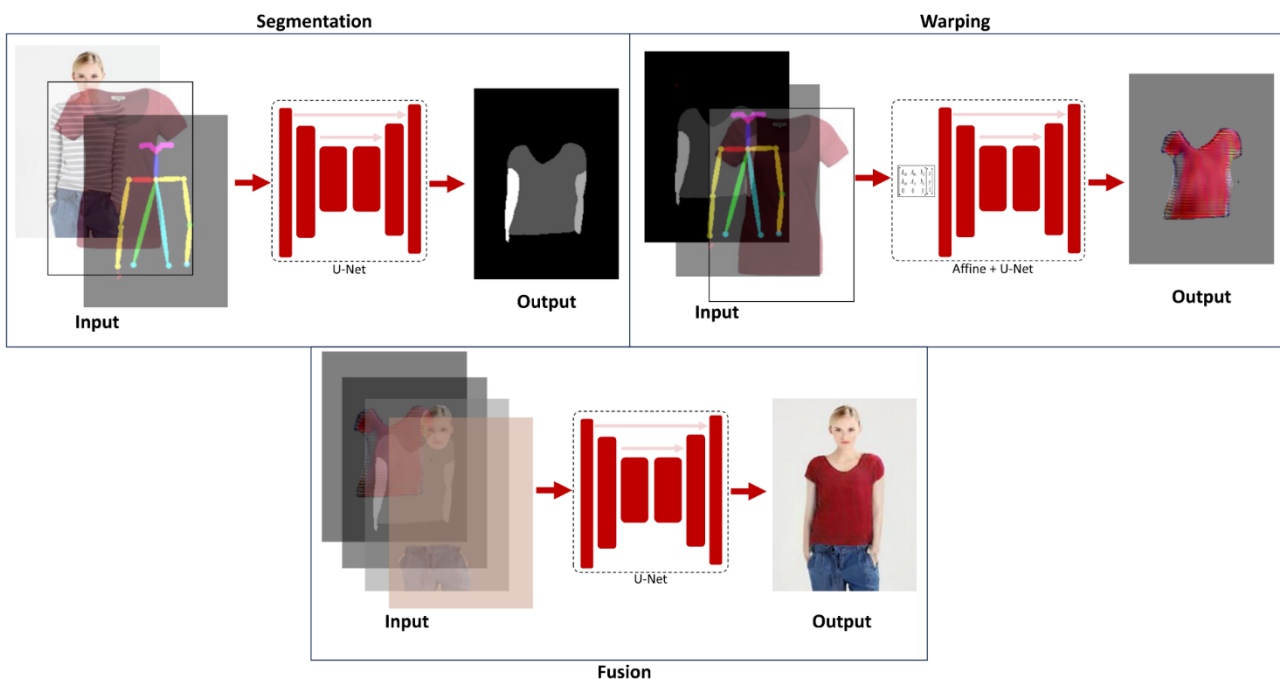 Segmentation
Warping
U-Net
Affine + U-Net
Input
Output
Input
Output
U-Net
Input
Output
Fusion